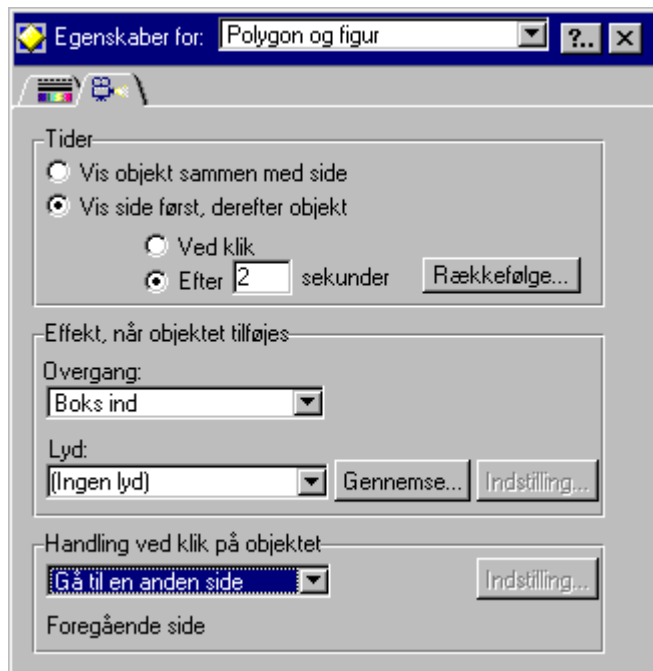 Egenskaber for: Polygon og figur ?..
Tider
Vis objekt sammen med side
Vis side først, derefter objekt
Ved klik
Efter 2 sekunder Rækkefølge...
Effekt, når objektet tilføjes
Overgang:
Boks ind
Lyd:
(Ingen lyd) Gennemse... Indstilling...
Handling ved klik på objektet
Gå til en anden side Indstilling...
Foregående side